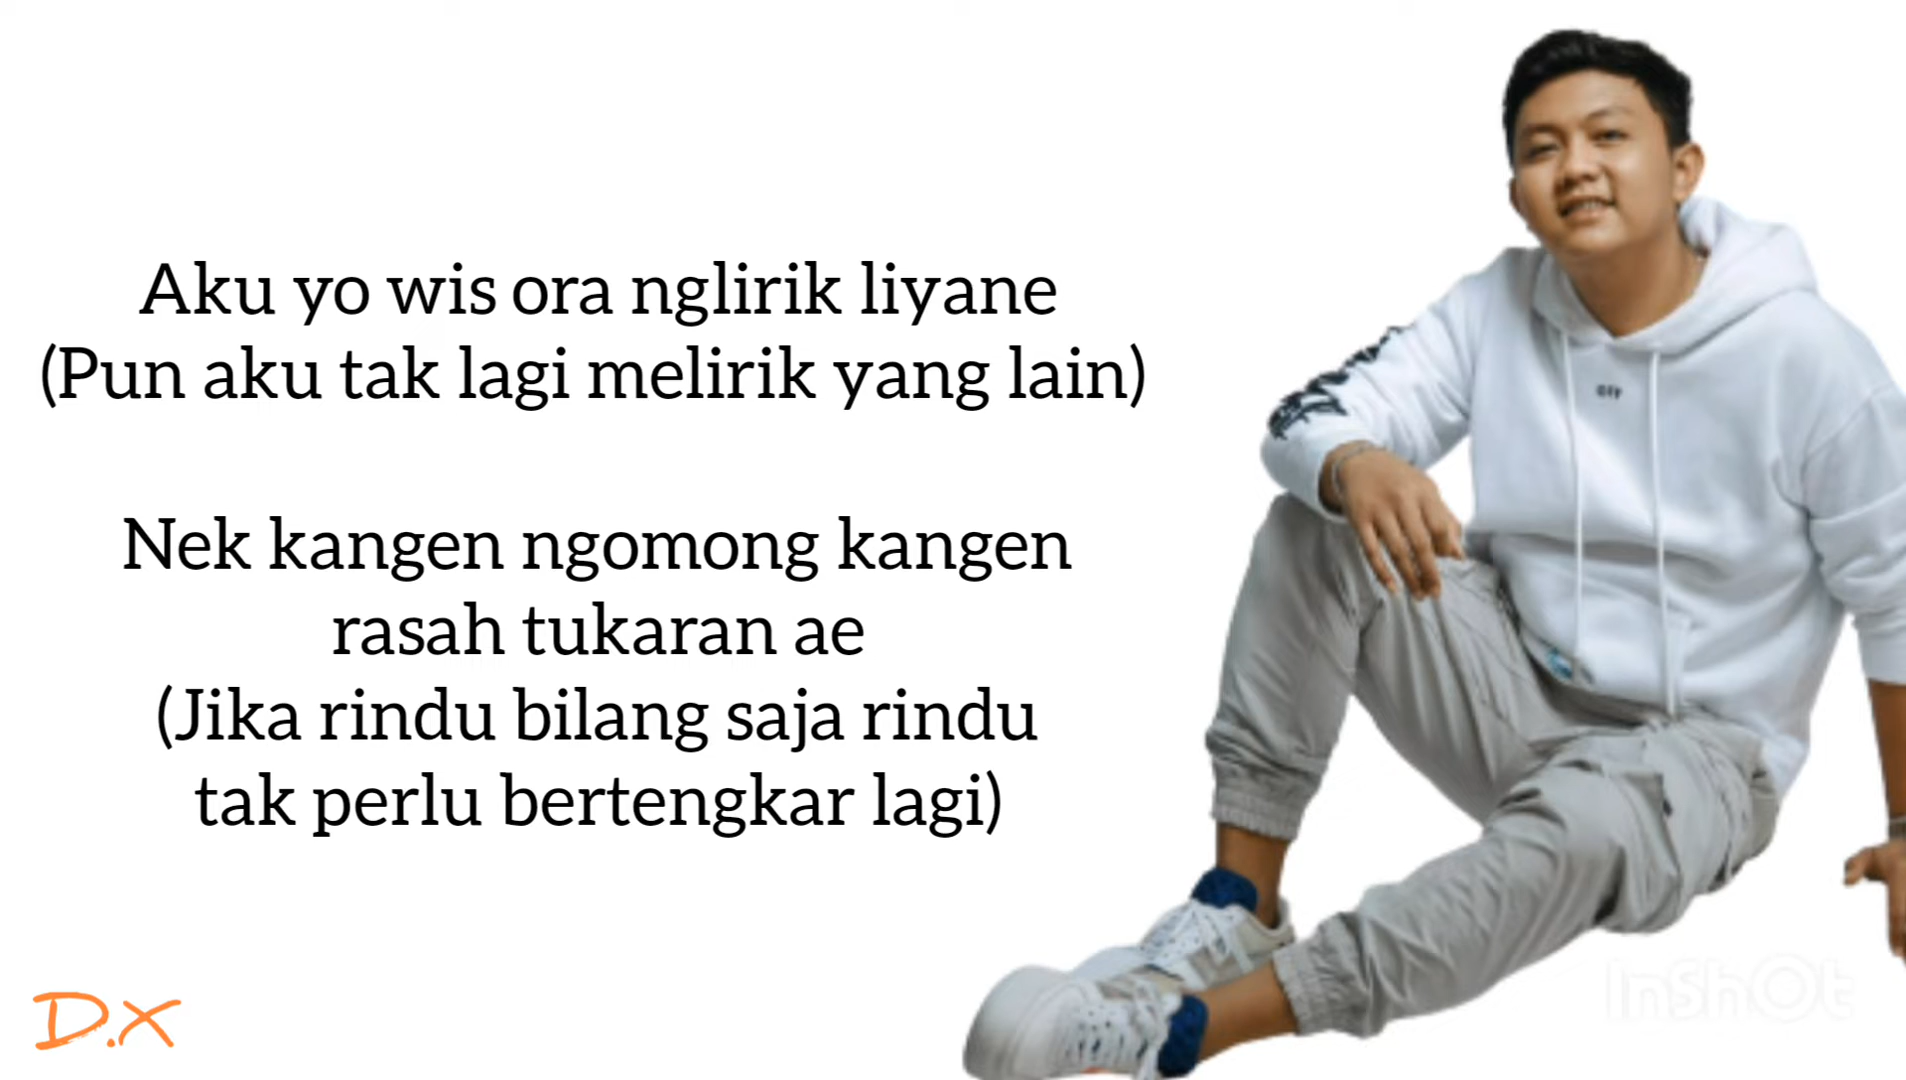 Aku yo wis ora nglirik liyane
(Pun aku tak lagi melirik yang lain)
Nek kangen ngomong kangen
rasah tukaran ae
(Jika rindu bilang saja rindu
tak perlu bertengkar lagi)
D.X
InShOt